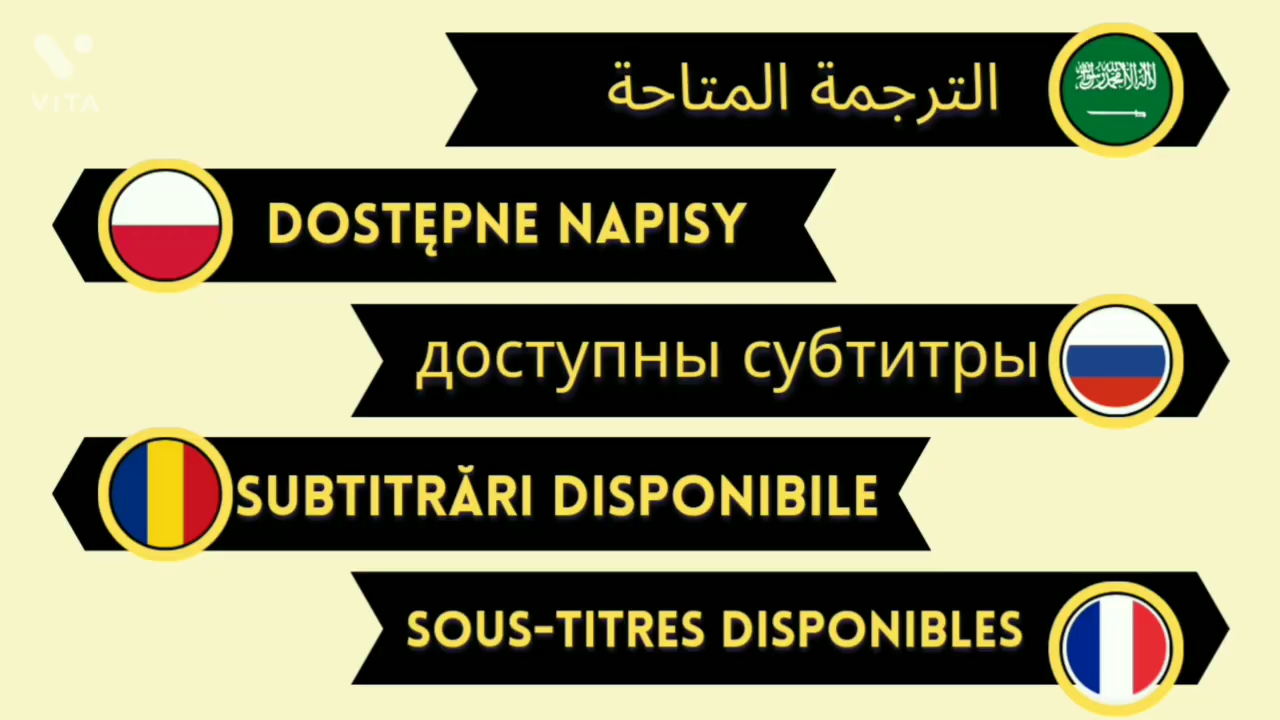 VITA
الترجمة المتاحة
DOSTĘPNE NAPISY
доступны субтитры
SUBTITRĂRI DISPONIBILE
SOUS-TITRES DISPONIBLES